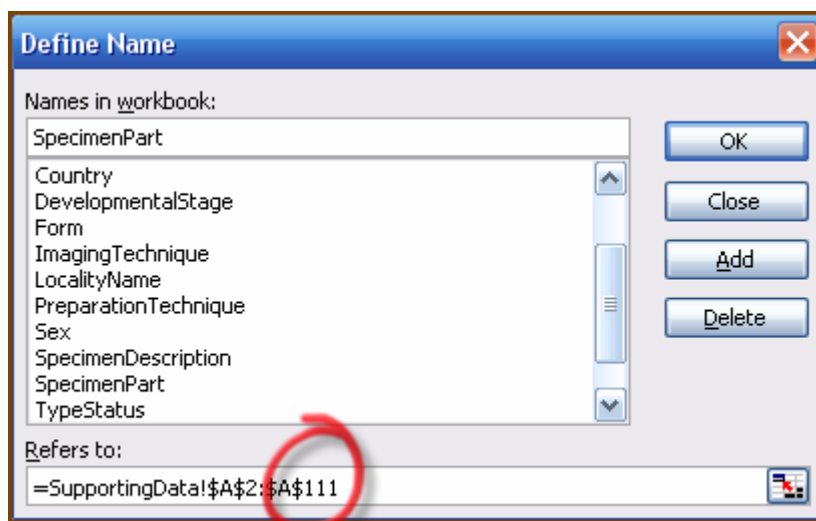 Define Name
Names in workbook:
SpecimenPart
OK
Country
DevelopmentalStage
Close
Form
ImagingTechnique
Add
LocalityName
PreparationTechnique
Delete
Sex
SpecimenDescription
SpecimenPart
TypeStatus
Refers to:
=SupportingData!$A$2:$A$111